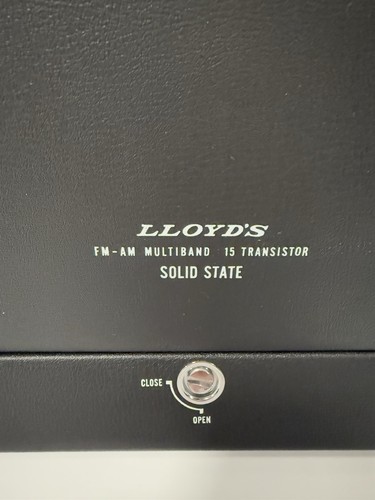 LLOYD'S
FM-AM MULTIBAND 15 TRANSISTOR
SOLID STATE
CLOSE
OPEN